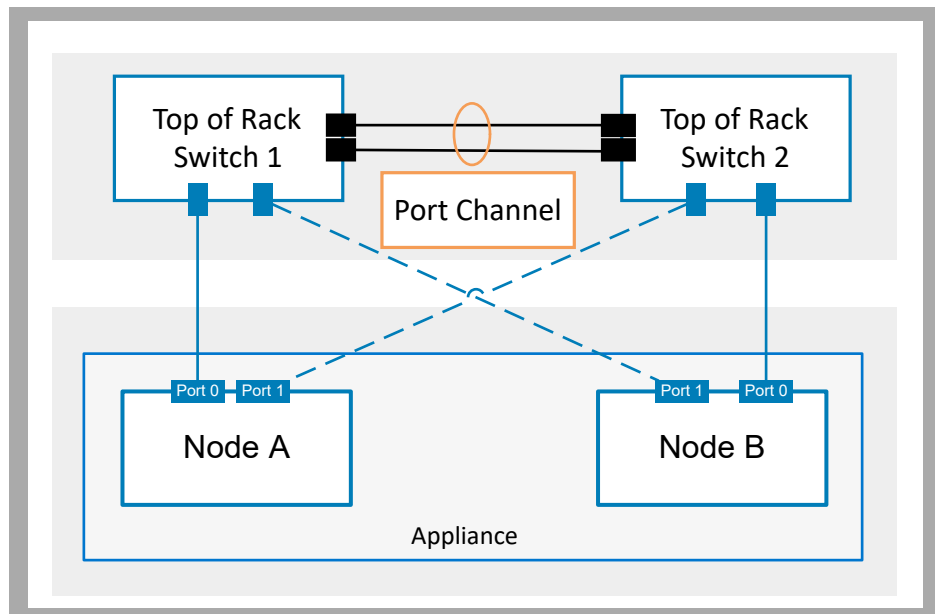 Top of Rack
Switch 1
Top of Rack
Switch 2
Port Channel
Port 0
Port 1
Port 1
Port 0
Node A
Node B
Appliance